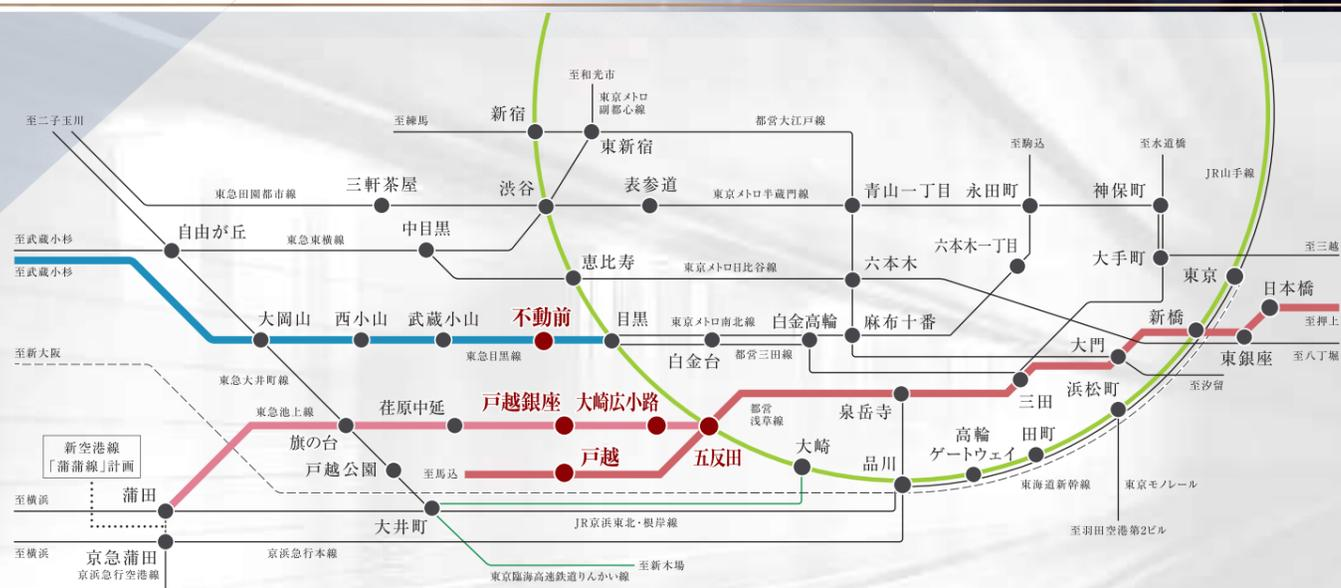 至和光市
東京メトロ
副都心線
至二子玉川
至練馬
新宿
都営大江戸線
東新宿
至駒込
至水道橋
JR山手線
東急田園都市線
三軒茶屋
渋谷
表参道
東京メトロ半蔵門線
青山一丁目
永田町
神保町
至武蔵小杉
自由が丘
東急東横線
中目黒
六本木一丁目
至三越
至武蔵小杉
恵比寿
東京メトロ日比谷線
六本木
大手町
東京
日本橋
大岡山
西小山
武蔵小山
不動前
目黒
東京メトロ南北線
白金高輪
麻布十番
新橋
至押上
至新大阪
東急目黒線
白金台
都営三田線
大門
東銀座
至八丁堀
東急大井町線
至汐留
東急池上線
荏原中延
戸越銀座
大崎広小路
都営
浅草線
泉岳寺
三田
浜松町
新空港線
「蒲蒲線」計画
旗の台
戸越公園
至馬込
戸越
五反田
大崎
品川
高輪
ゲートウェイ
田町
東海道新幹線
東京モノレール
至横浜
蒲田
大井町
JR京浜東北・根岸線
至羽田空港第2ビル
至横浜
京急蒲田
京浜急行空港線
京浜急行本線
東京臨海高速鉄道りんかい線
至新木場